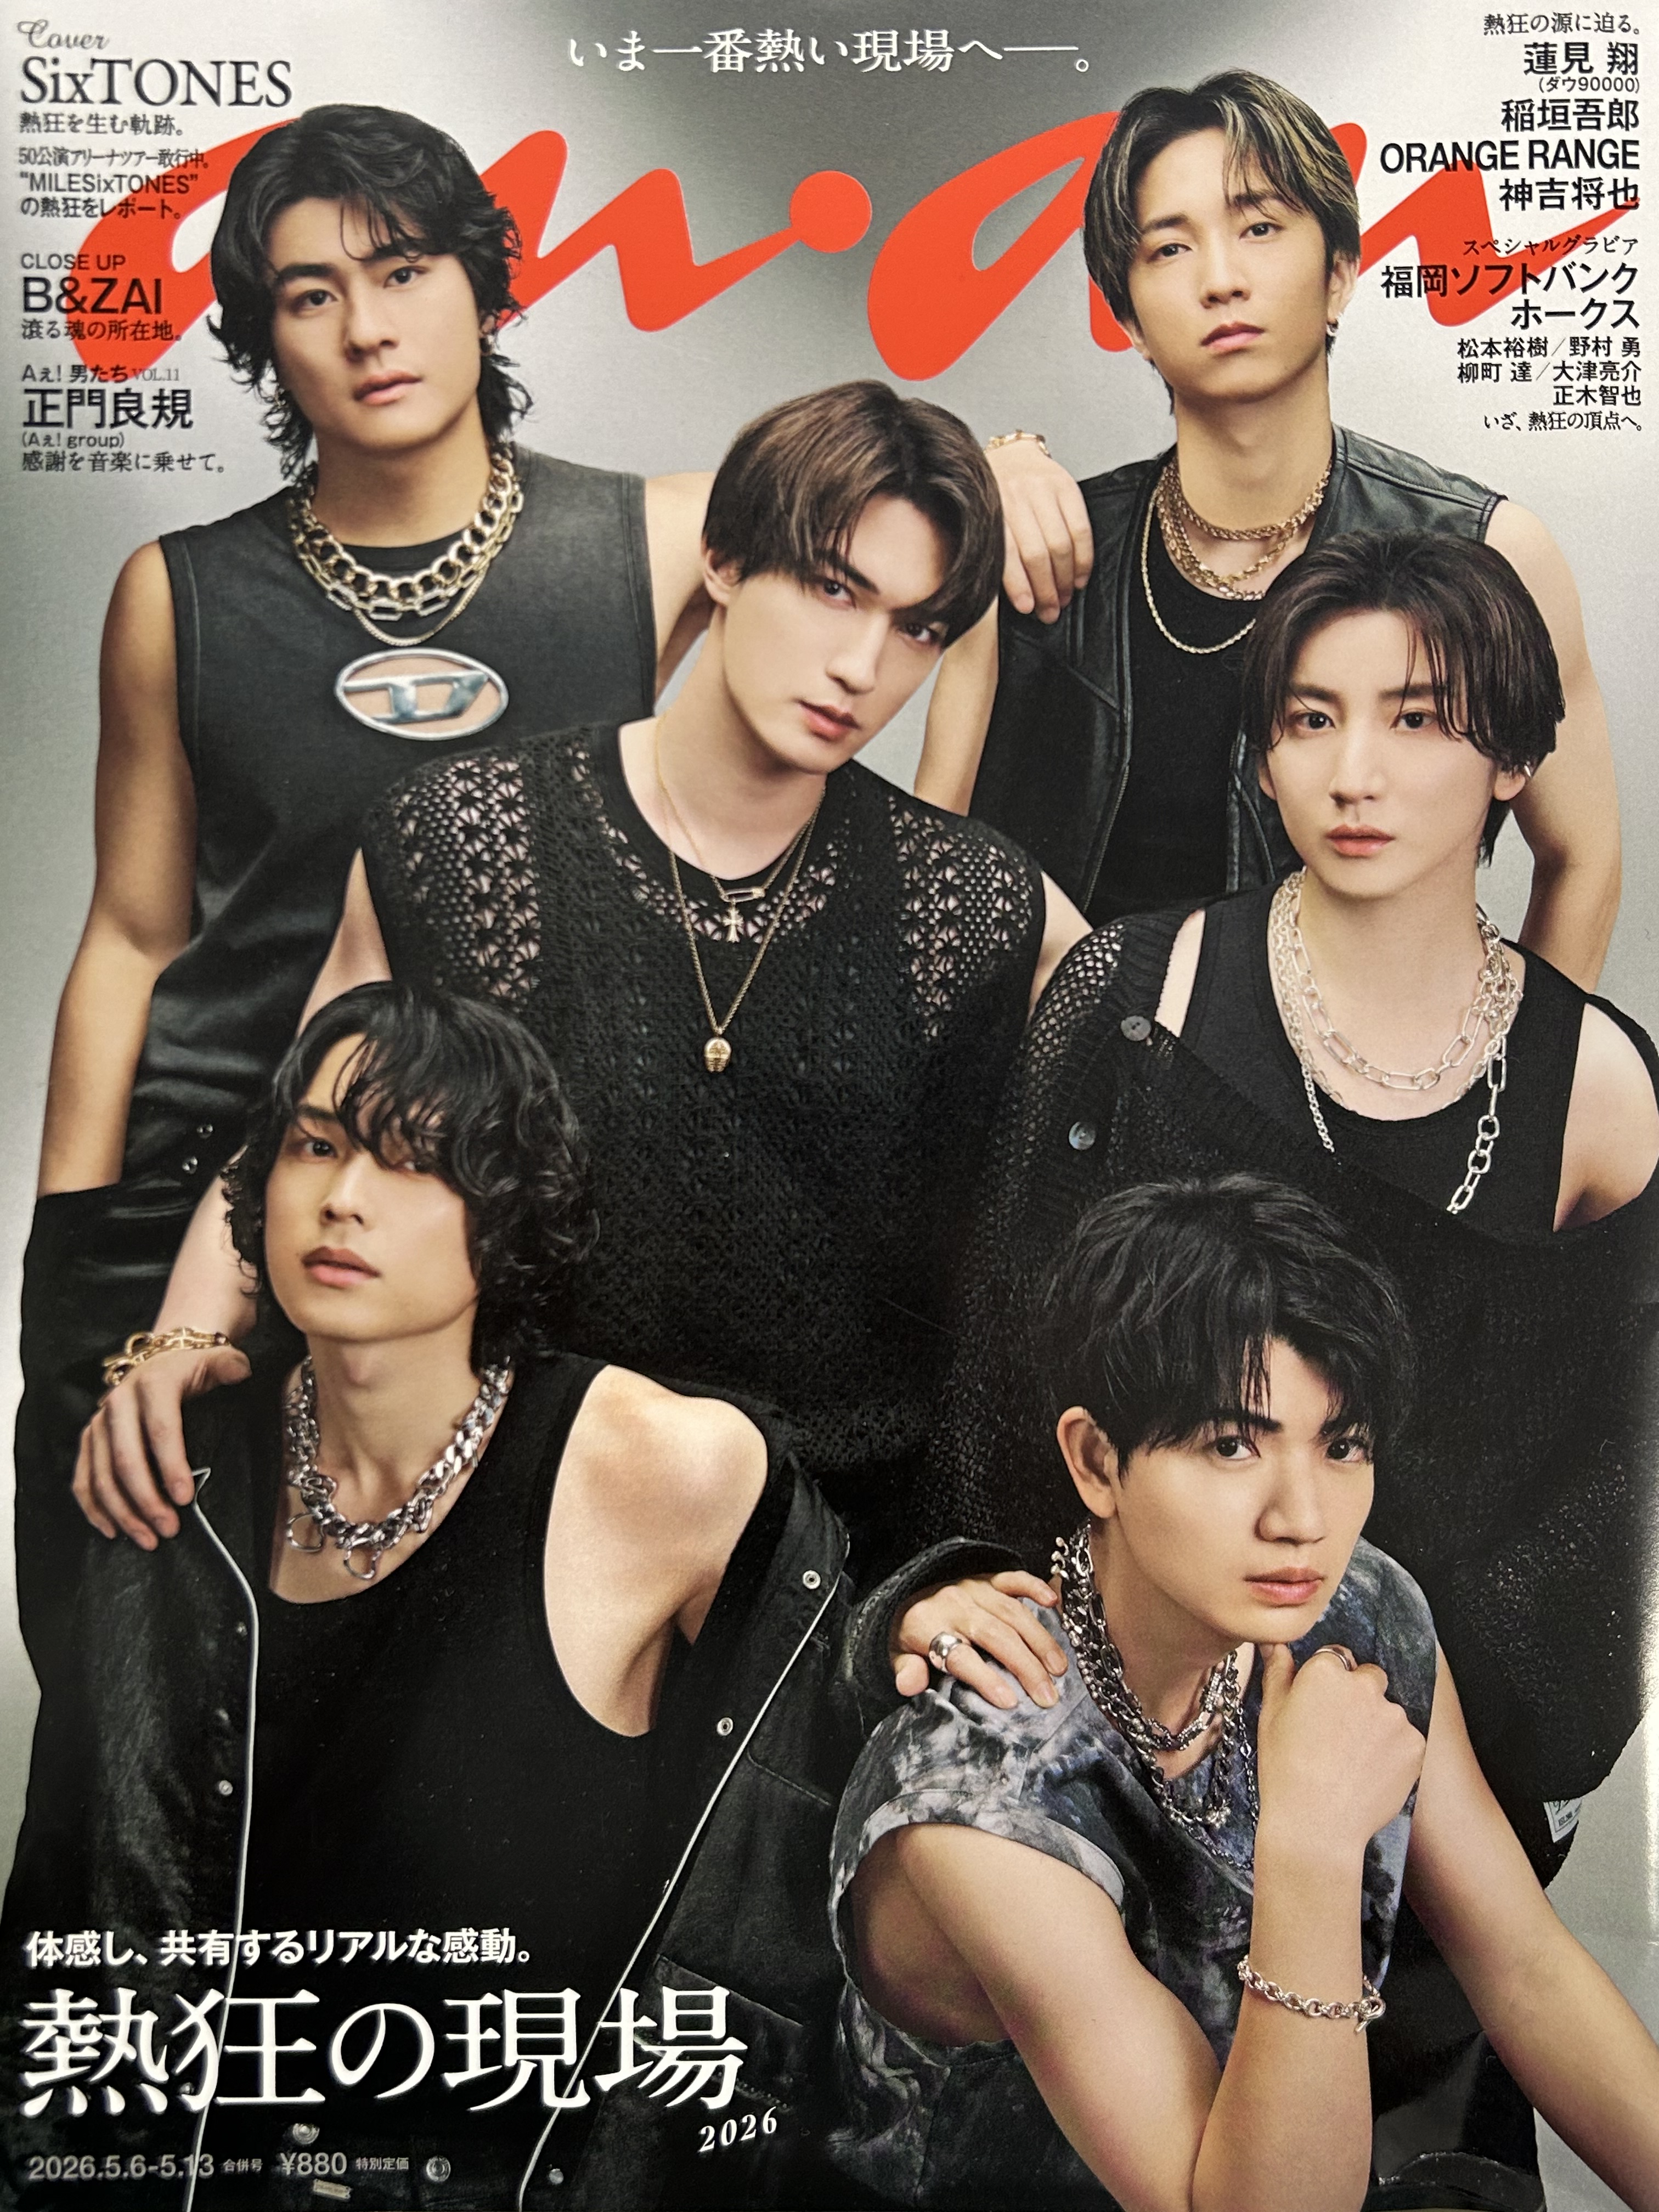 Cover
SixTONES
熱狂を生む軌跡。
50公演アリーナツアー敢行中。
“MILESixTONES”
の熱狂をレポート。
CLOSE UP
B&ZAI
滾る魂の所在地。
Aぇ! 男たち VOL.11
正門良規
(Aぇ! group)
感謝を音楽に乗せて。
いま一番熱い現場へ──。
an・an
熱狂の源に迫る。
蓮見 翔
(ダウ90000)
稲垣吾郎
ORANGE RANGE
神吉将也
スペシャルグラビア
福岡ソフトバンク
ホークス
松本裕樹/野村 勇
柳町 達/大津亮介
正木智也
いざ、熱狂の頂点へ。
体感し、共有するリアルな感動。
熱狂の現場
2026
2026.5.6-5.13 合併号 ¥880 特別定価